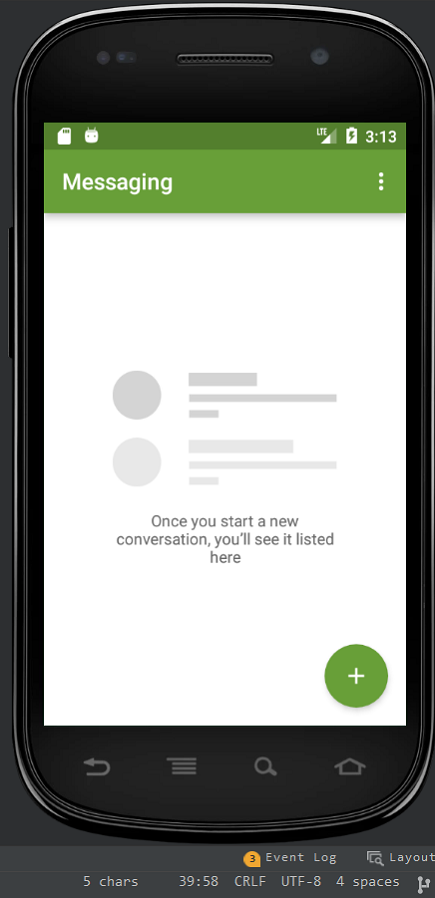 LTE 3:13
Messaging
Once you start a new
conversation, you'll see it listed
here
3 Event Log Layout
5 chars 39:58 CRLF UTF-8 4 spaces